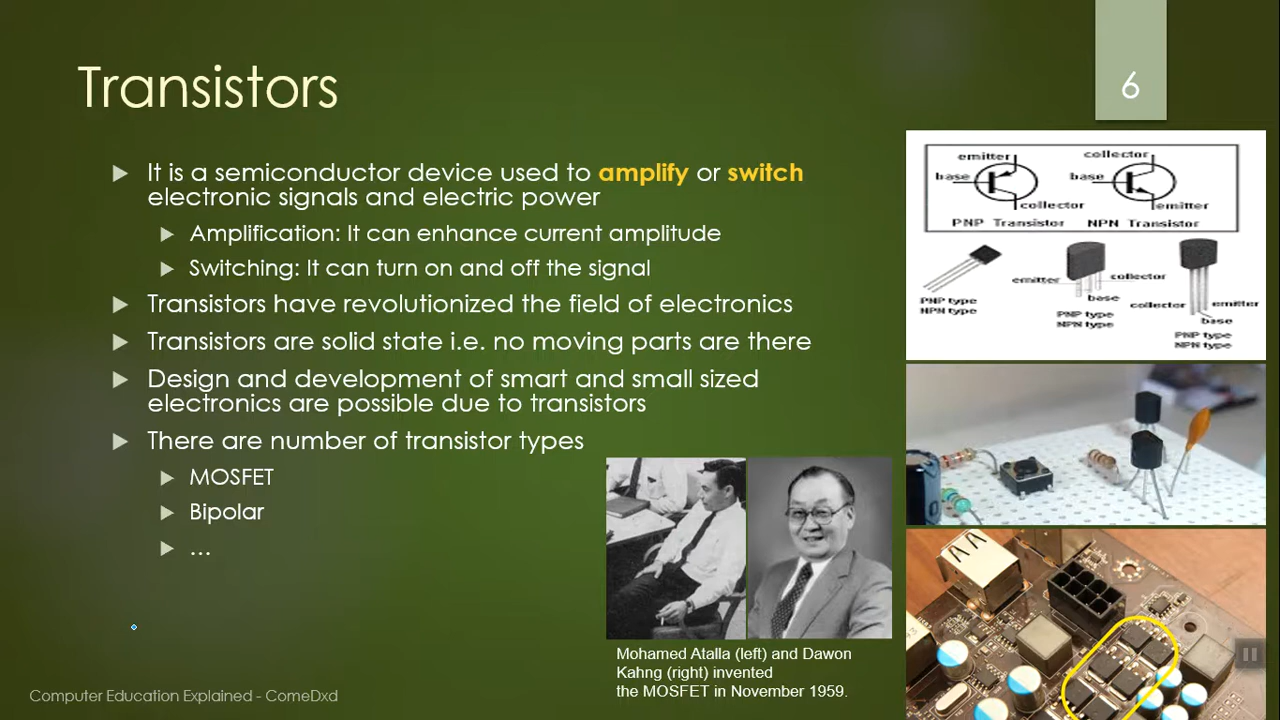 Transistors
6
It is a semiconductor device used to amplify or switch
electronic signals and electric power
Amplification: It can enhance current amplitude
Switching: It can turn on and off the signal
Transistors have revolutionized the field of electronics
Transistors are solid state i.e. no moving parts are there
Design and development of smart and small sized
electronics are possible due to transistors
There are number of transistor types
MOSFET
Bipolar
...
emitter
collector
base
base
collector
emitter
PNP Transistor
NPN Transistor
emitter
collector
base
collector
emitter
base
PNP type
NPN type
PNP type
NPN type
PNP type
NPN type
Mohamed Atalla (left) and Dawon
Kahng (right) invented
the MOSFET in November 1959.
Computer Education Explained - ComeDxd